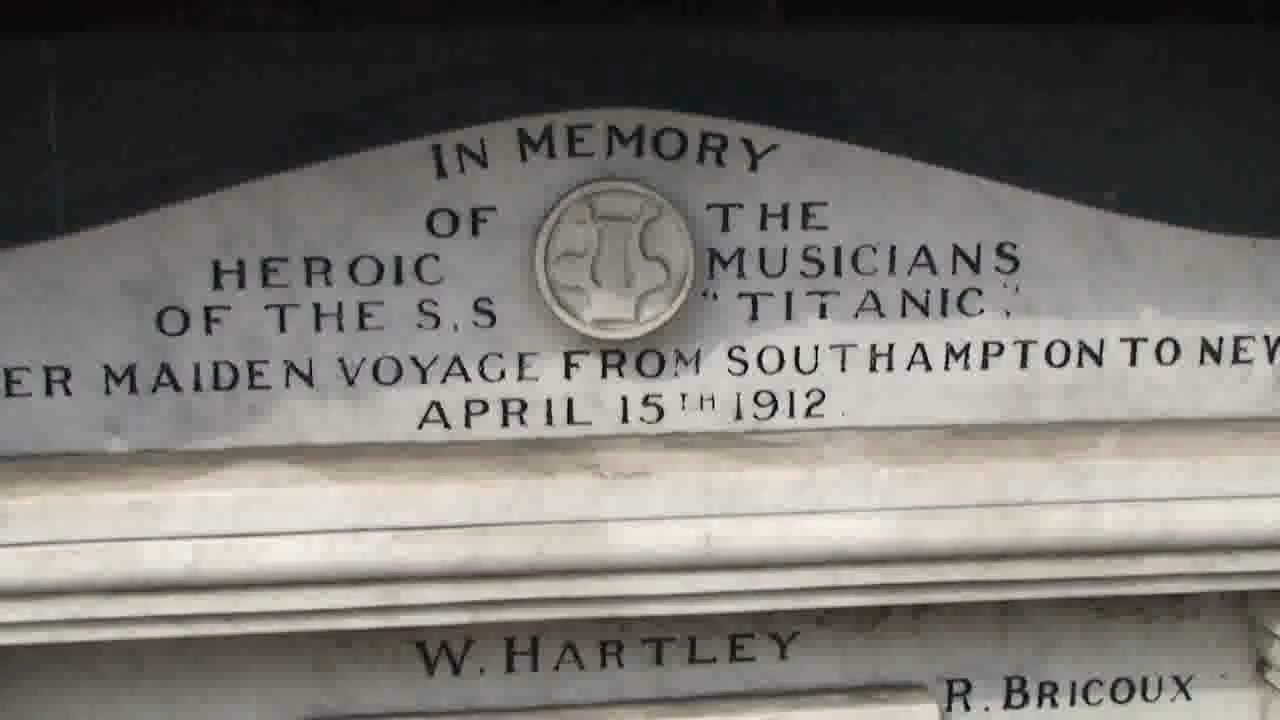 IN MEMORY
OF THE
HEROIC MUSICIANS
OF THE S.S "TITANIC."
ER MAIDEN VOYAGE FROM SOUTHAMPTON TO NEW
APRIL 15TH 1912.
W. HARTLEY
R. BRICOUX